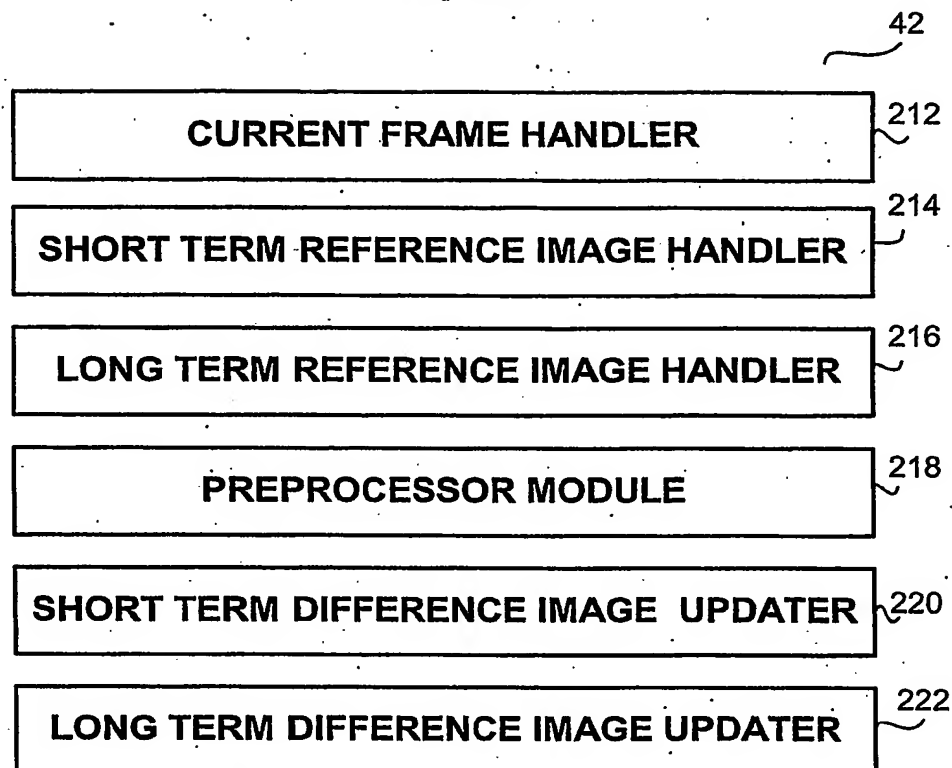 42
CURRENT FRAME HANDLER 212
SHORT TERM REFERENCE IMAGE HANDLER 214
LONG TERM REFERENCE IMAGE HANDLER 216
PREPROCESSOR MODULE 218
SHORT TERM DIFFERENCE IMAGE UPDATER 220
LONG TERM DIFFERENCE IMAGE UPDATER 222